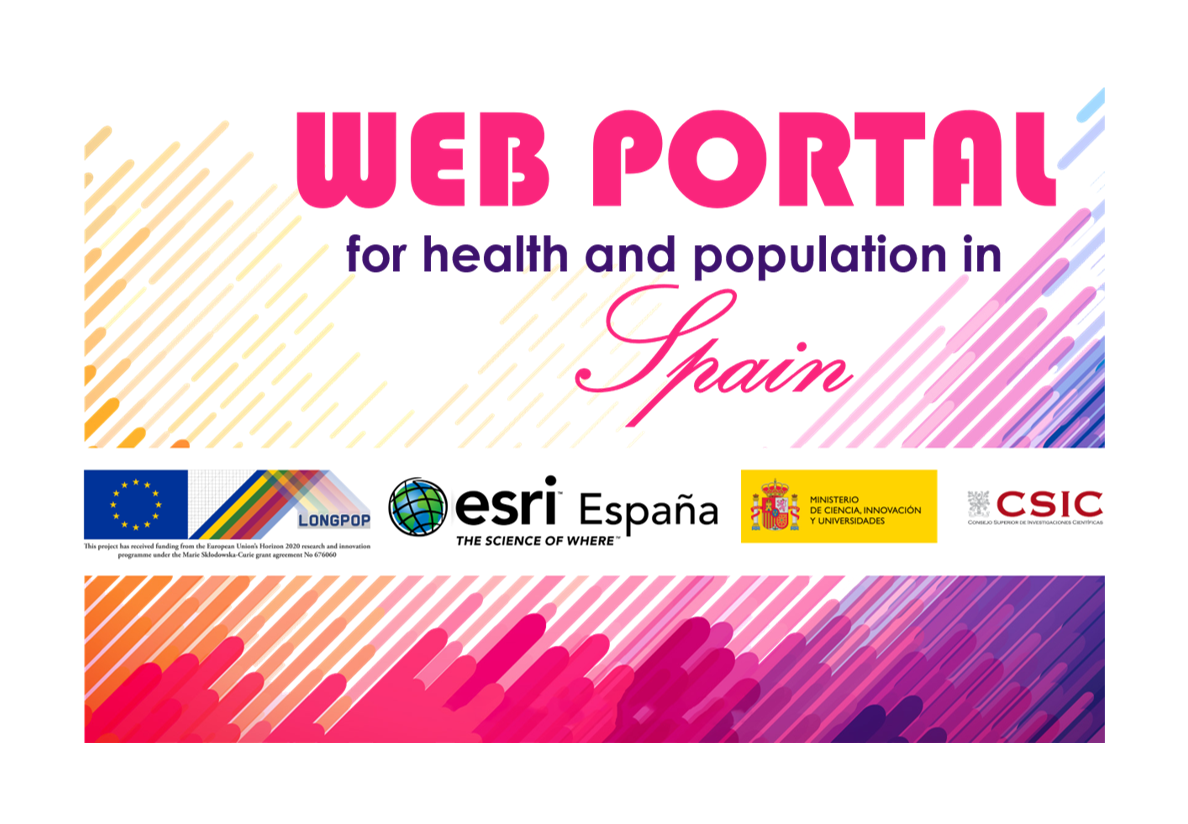 WEB PORTAL
for health and population in
Spain
LONGPOP
This project has received funding from the European Union's Horizon 2020 research and innovation
programme under the Marie Sklodowska-Curie grant agreement No 676060
esri España
THE SCIENCE OF WHERE™
MINISTERIO
DE CIENCIA, INNOVACIÓN
Y UNIVERSIDADES
CSIC
CONSEJO SUPERIOR DE INVESTIGACIONES CIENTÍFICAS